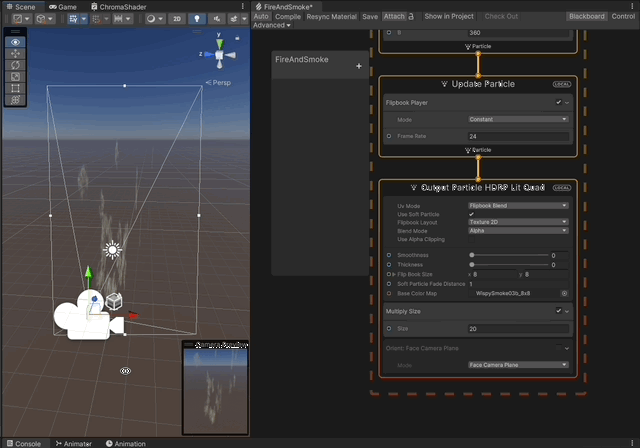 Scene
Game
ChromaShader
2D
y
z
Persp
Console
Animator
Animation
FireAndSmoke*
Auto
Compile
Resync Material
Save
Attach
Show in Project
Check Out
Blackboard
Control
Advanced
FireAndSmoke
+
B
360
Particle
Update Particle
LOCAL
Flipbook Player
Mode
Constant
Frame Rate
24
Particle
Output Particle HDRP Lit Quad
LOCAL
Uv Mode
Flipbook Blend
Use Soft Particle
Flipbook Layout
Texture 2D
Blend Mode
Alpha
Use Alpha Clipping
Smoothness
0
Thickness
0
Flip Book Size
x
8
y
8
Soft Particle Fade Distance
1
Base Color Map
WispySmoke03b_8x8
Multiply Size
Size
20
Orient: Face Camera Plane
Mode
Face Camera Plane